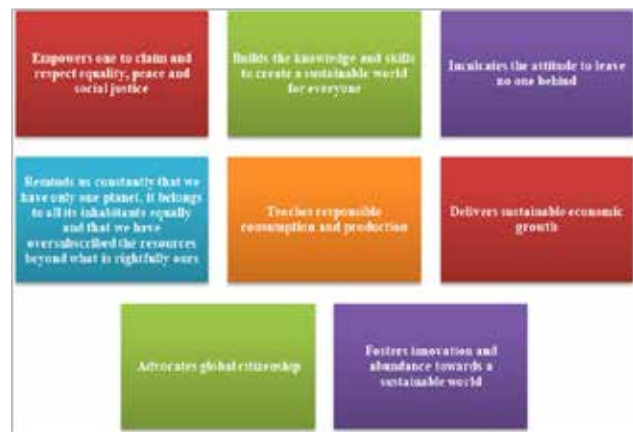 Empowers one to claim and
respect equality, peace and
social justice
Builds the knowledge and skills
to create a sustainable world
for everyone
Inculcates the attitude to leave
no one behind
Reminds us constantly that we
have only one planet, it belongs
to all its inhabitants equally
and that we have
oversubscribed the resources
beyond what is rightfully ours
Teaches responsible
consumption and production
Delivers sustainable economic
growth
Advocates global citizenship
Fosters innovation and
abundance towards a
sustainable world